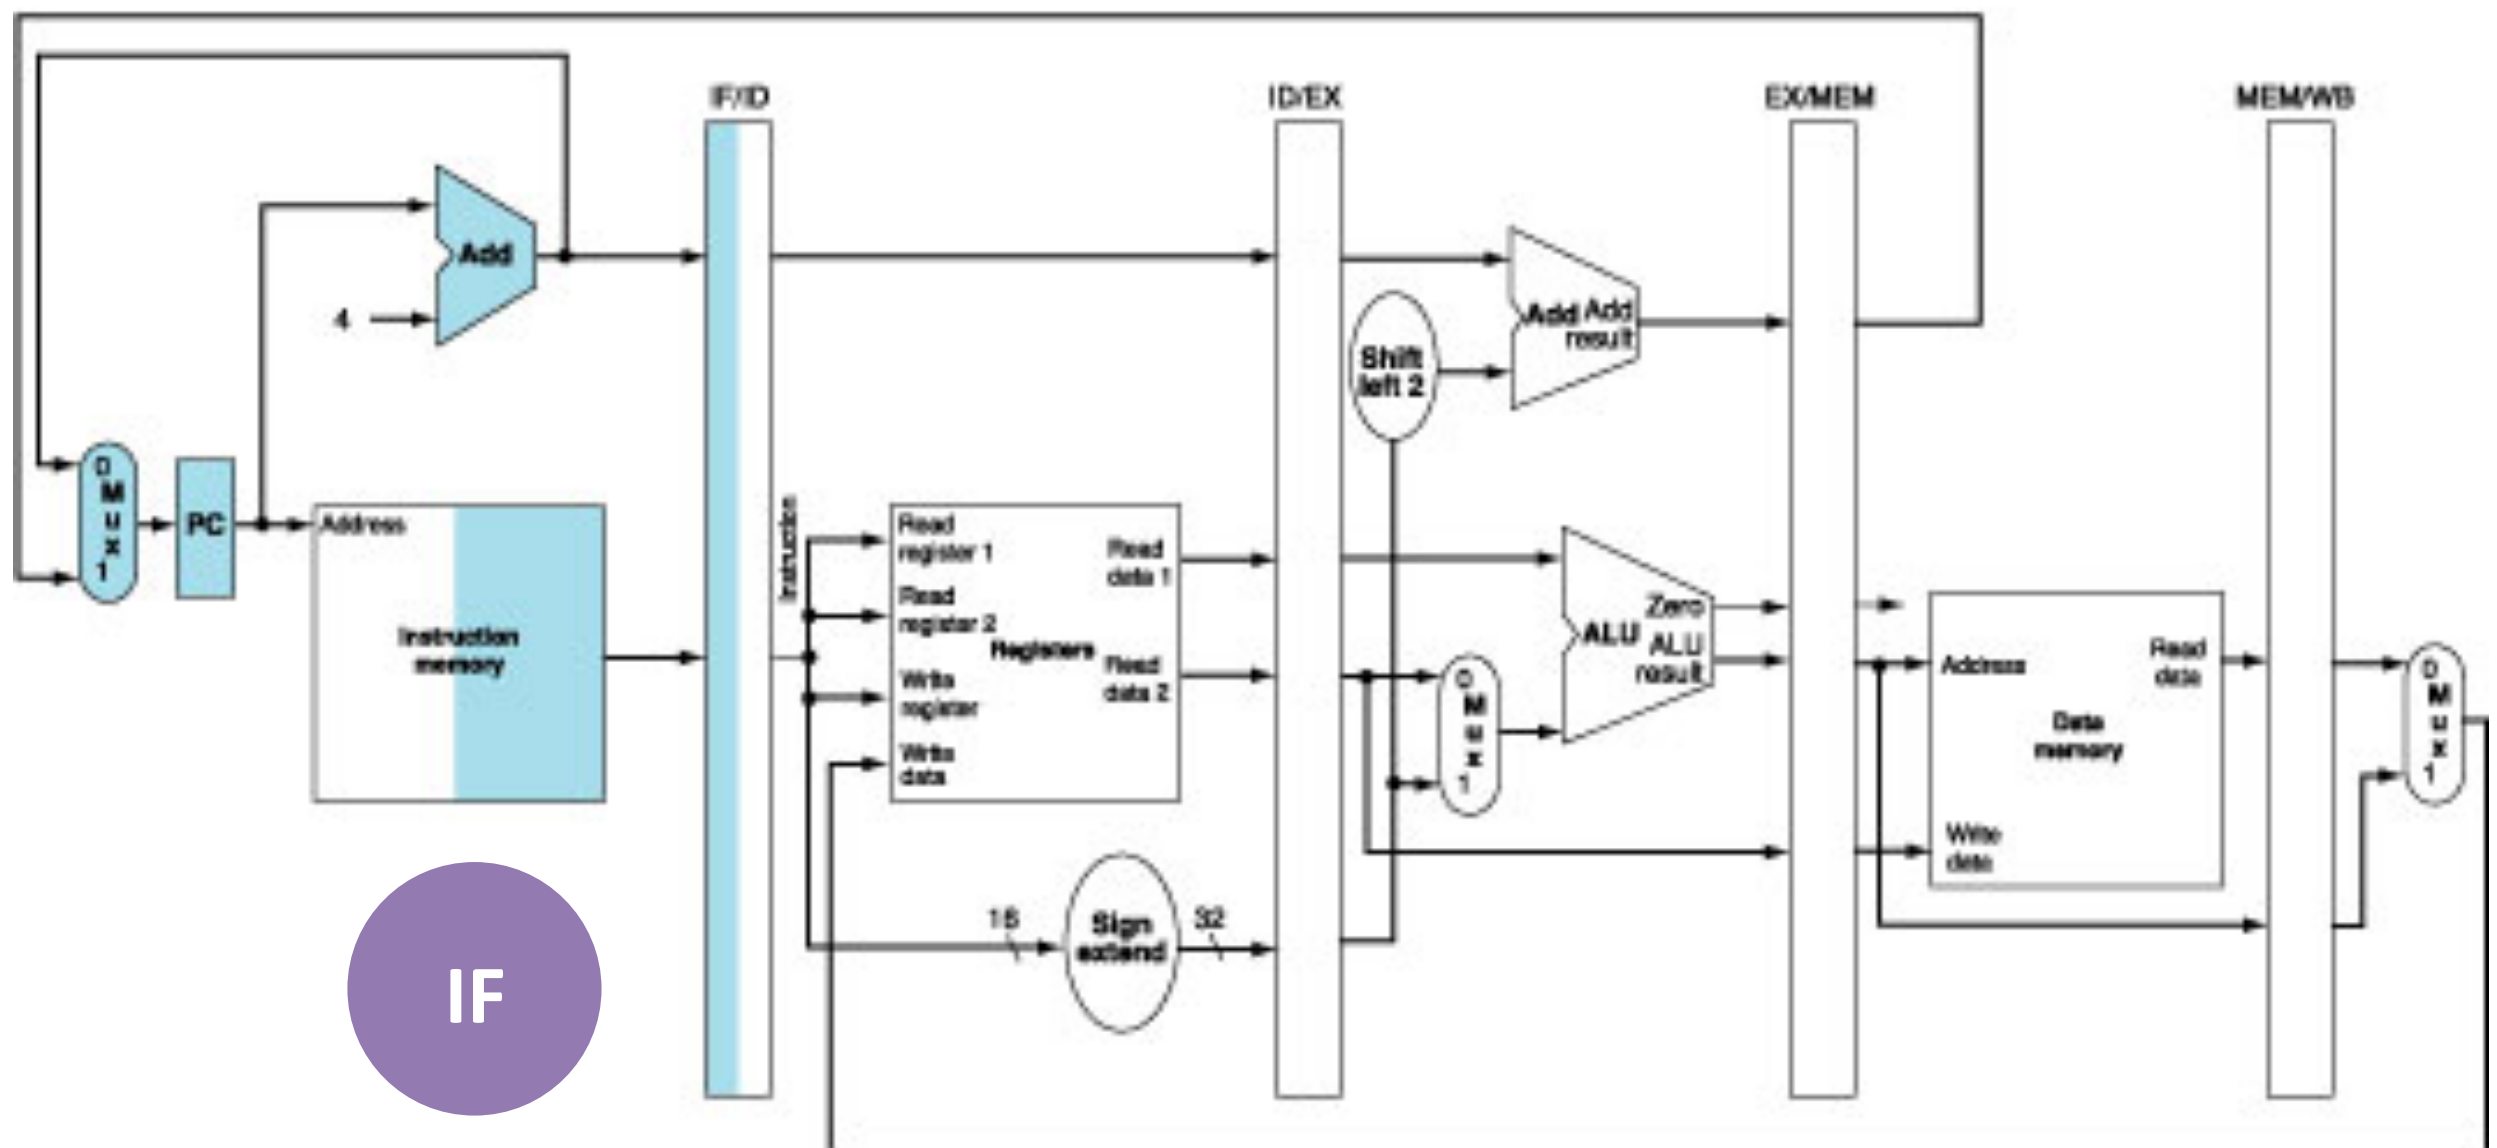 IF/ID
ID/EX
EX/MEM
MEM/WB
Add
4
Shift
left 2
Add Add
result
0
M
u
x
1
PC
Address
Instruction
memory
Instruction
Read
register 1
Read
register 2
Write
register
Write
data
Registers
Read
data 1
Read
data 2
0
M
u
x
1
Zero
ALU
ALU
result
Address
Read
data
Data
memory
Write
data
0
M
u
x
1
16
Sign
extend
32
IF